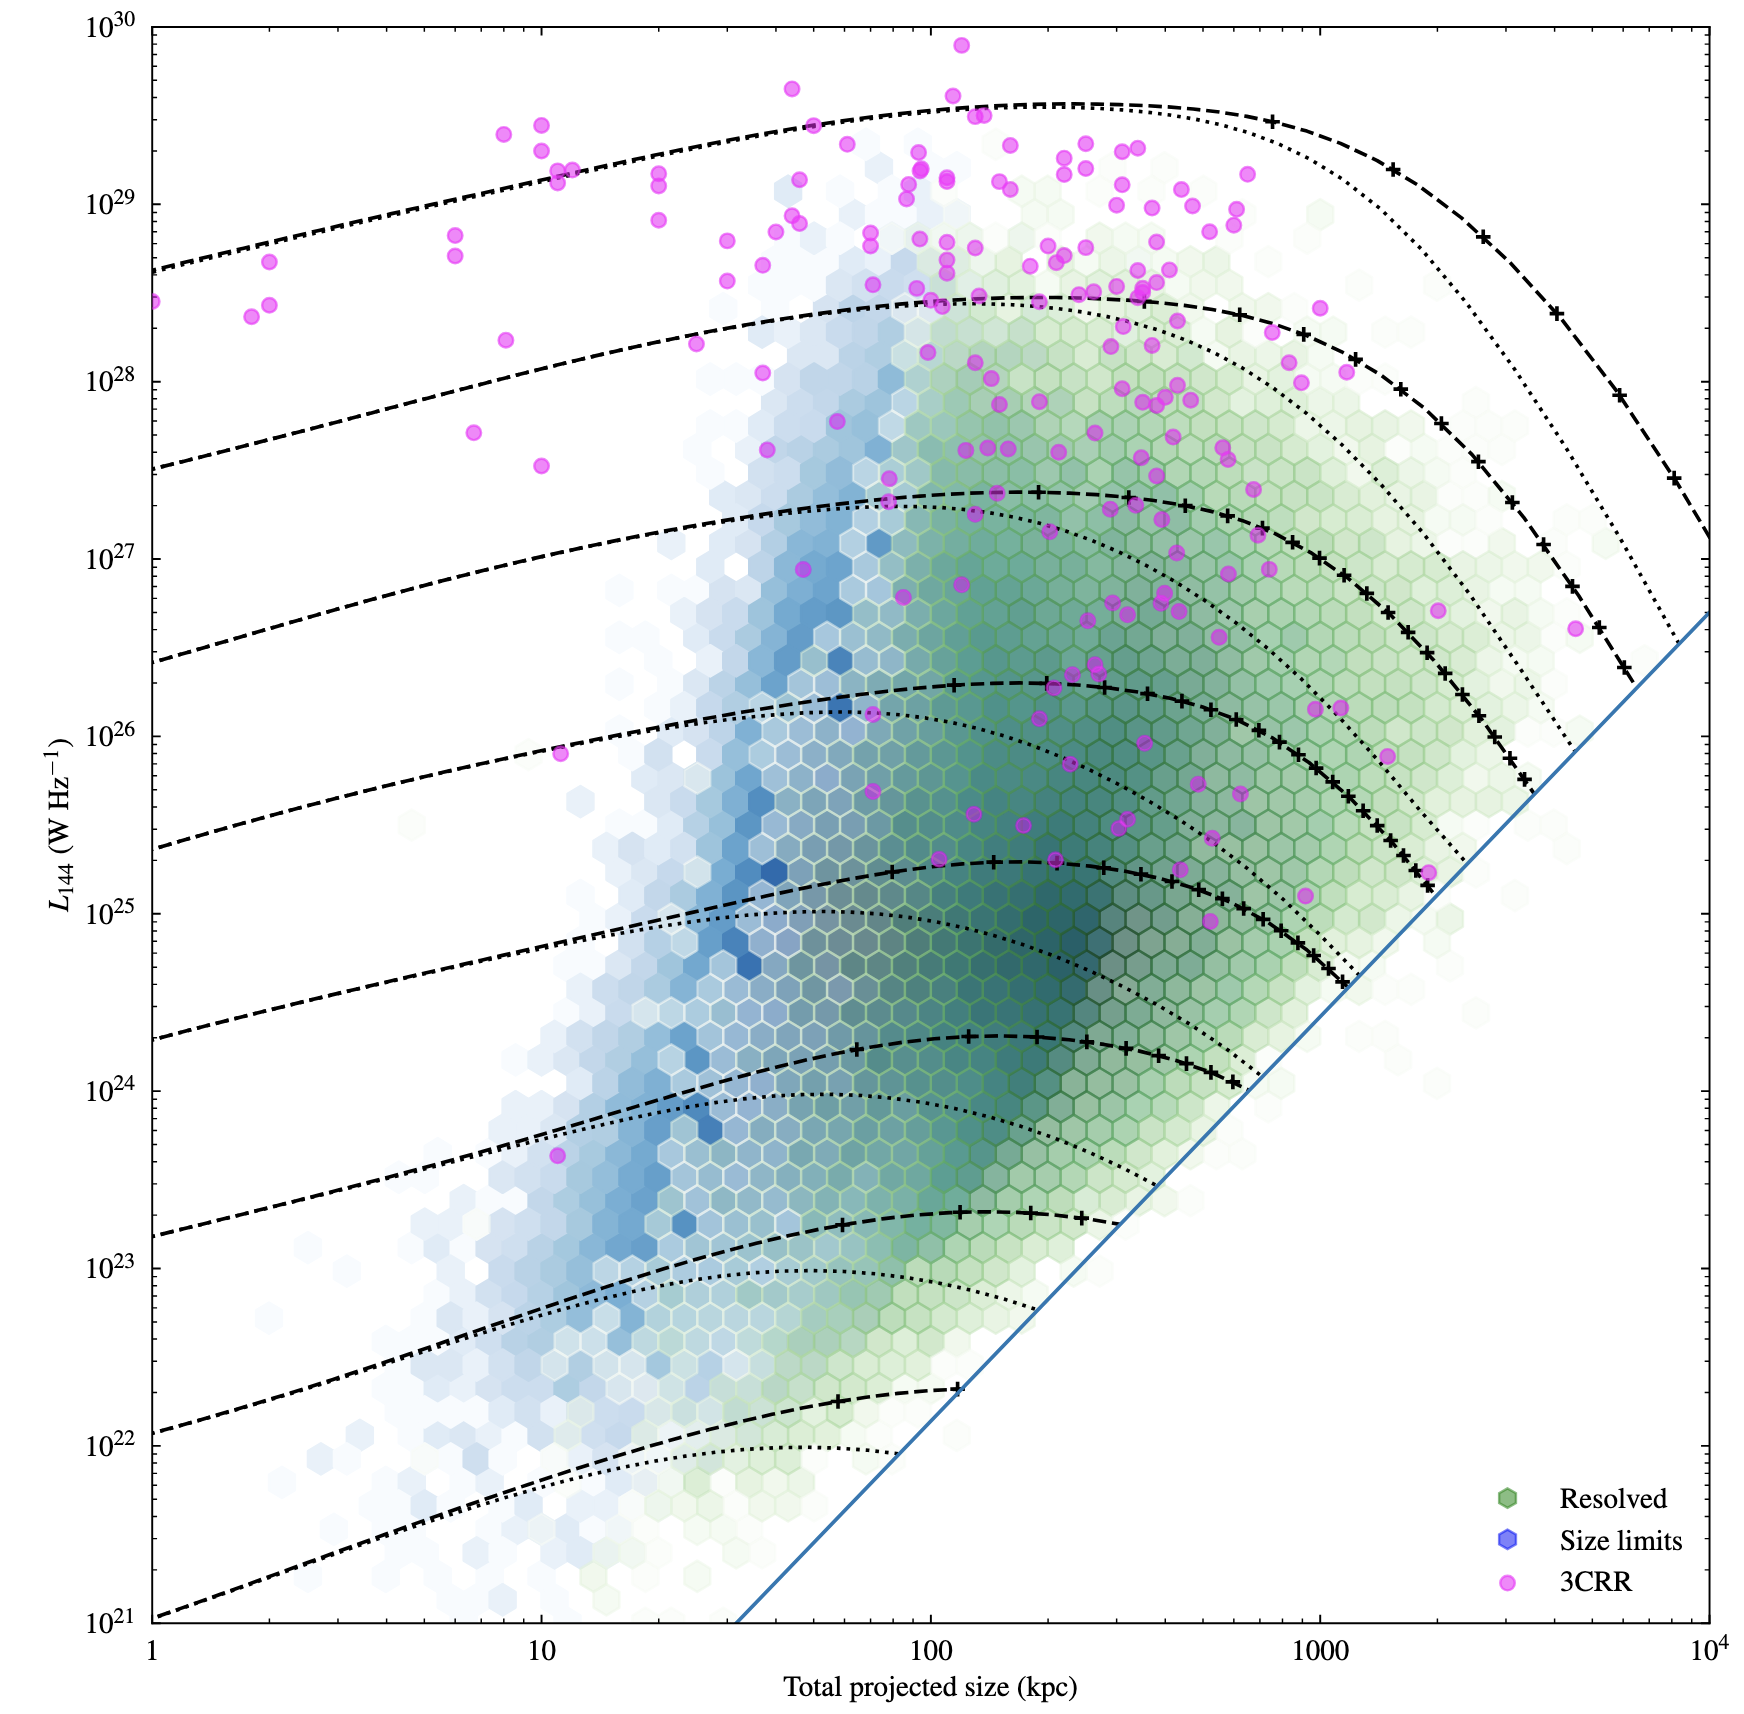 10^30
10^29
10^28
10^27
10^26
10^25
10^24
10^23
10^22
10^21
L_144 (W Hz^−1)
1 10 100 1000 10^4
Total projected size (kpc)
Resolved
Size limits
3CRR